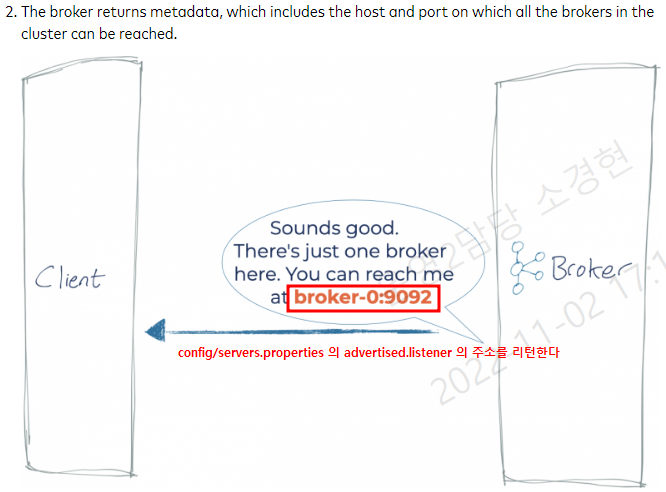 2. The broker returns metadata, which includes the host and port on which all the brokers in the
cluster can be reached.
Sounds good.
There's just one broker
here. You can reach me
at broker-0:9092
Client
Broker
config/servers.properties 의 advertised.listener 의 주소를 리턴한다
2담당 소경현
2022-11-02 17:1